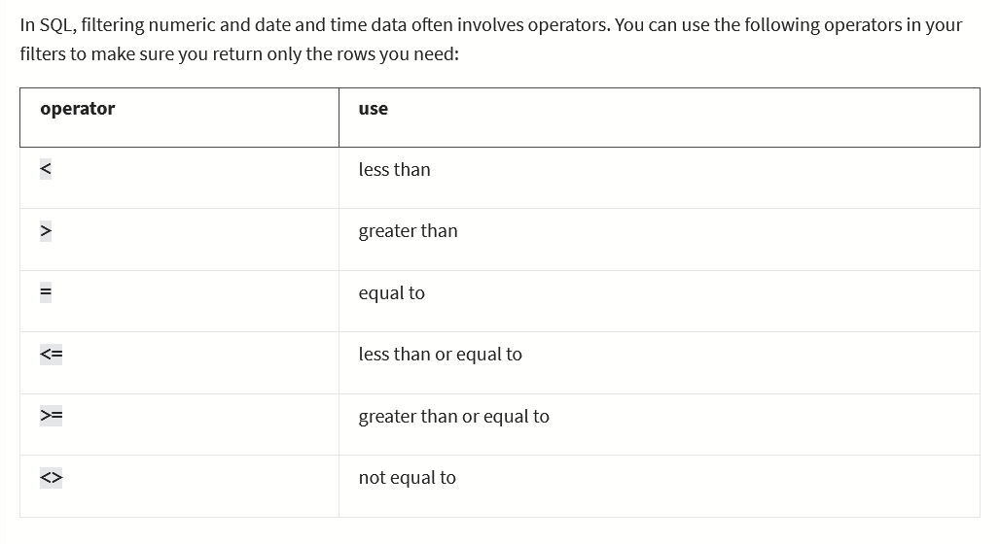 In SQL, filtering numeric and date and time data often involves operators. You can use the following operators in your
filters to make sure you return only the rows you need:
operator use
< less than
> greater than
= equal to
<= less than or equal to
>= greater than or equal to
<> not equal to